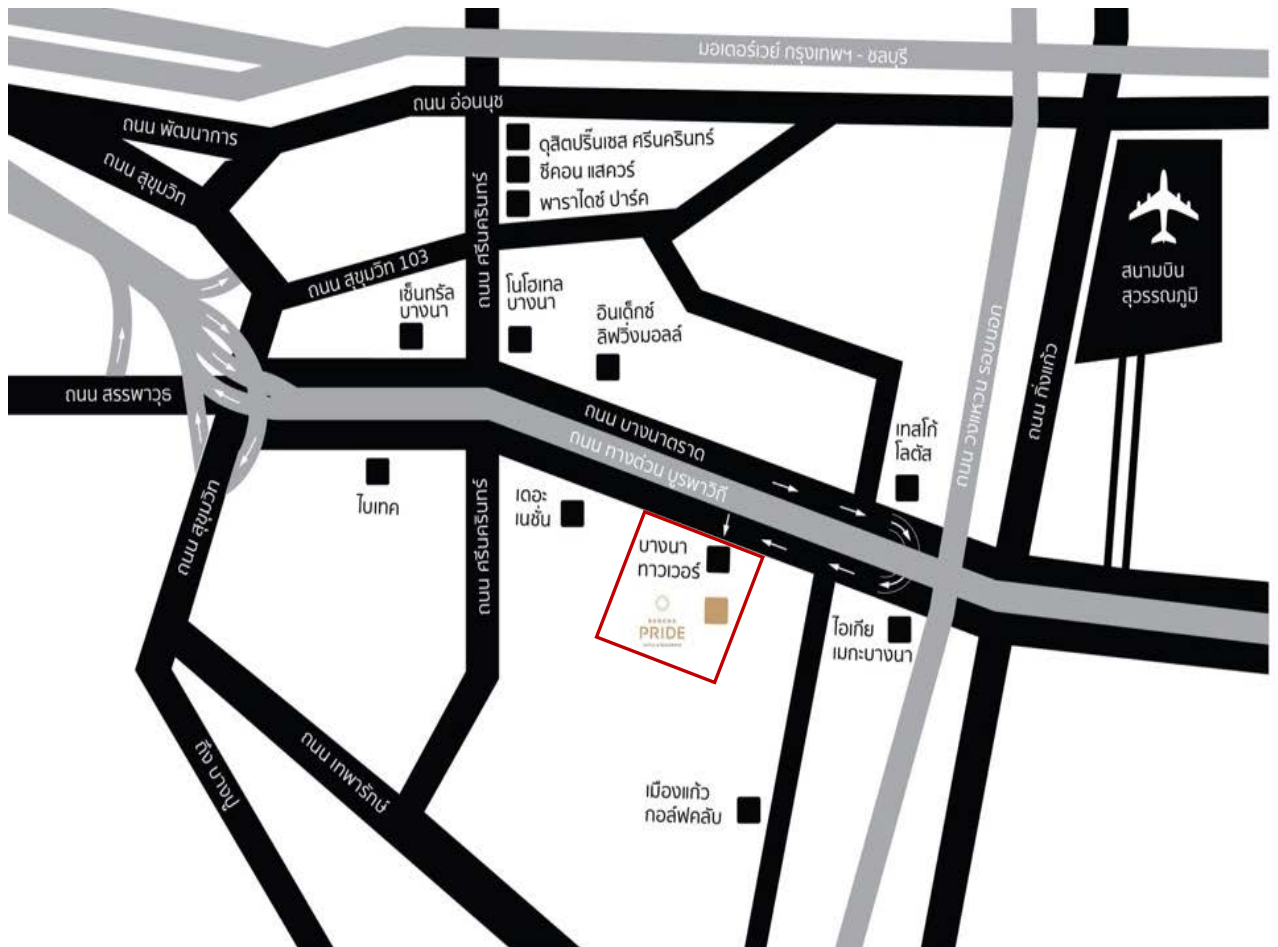 มอเตอร์เวย์ กรุงเทพฯ - ชลบุรี
ถนน อ่อนนุช
ถนน พัฒนาการ
ถนน สุขุมวิท
ดุสิตปริ๊นเซส ศรีนครินทร์
ซีคอน แสควร์
พาราไดซ์ ปาร์ค
ถนน ศรีนครินทร์
สนามบิน
สุวรรณภูมิ
ถนน สุขุมวิท 103
เซ็นทรัล
บางนา
โนโฮเทล
บางนา
อินเด็กซ์
ลิฟวิ่งมอลล์
ถนน วงแหวน รอบนอก
ถนน กิ่งแก้ว
ถนน สรรพาวุธ
ถนน บางนาตราด
ถนน ทางด่วน บูรพาวิถี
เทสโก้
โลตัส
ไบเทค
เดอะ
เนชั่น
ถนน สุขุมวิท
ถนน ศรีนครินทร์
บางนา
ทาวเวอร์
BANGNA
PRIDE
ไอเกีย
เมกะบางนา
ถึง บางปู
ถนน เทพารักษ์
เมืองแก้ว
กอล์ฟคลับ